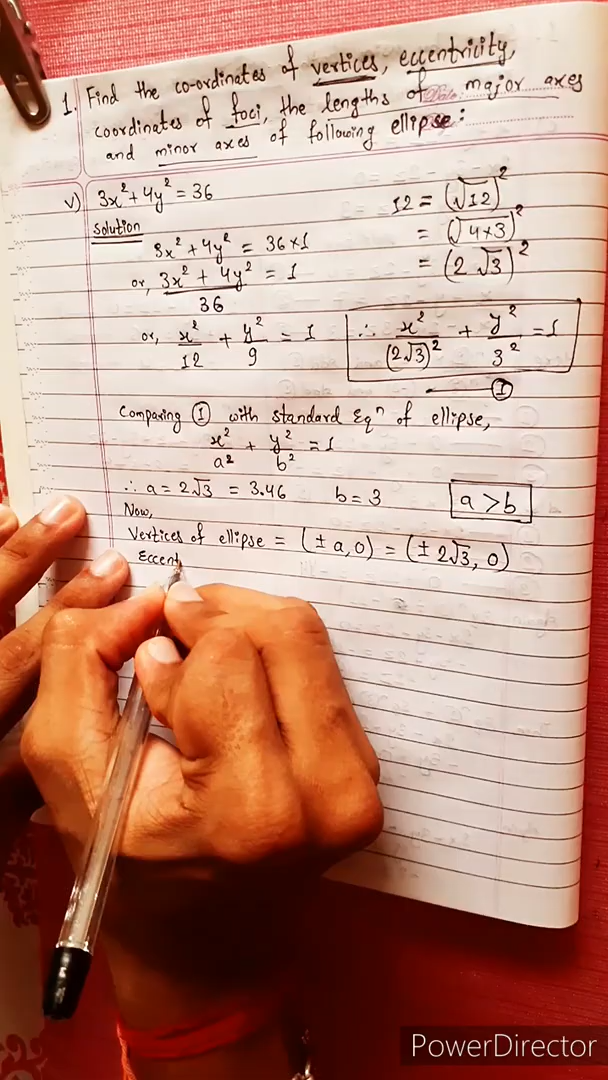 1. Find the co-ordinates of vertices, eccentricity,
coordinates of foci, the lengths of major axes
and minor axes of following ellipse:
v) 3x² + 4y² = 36
Solution
3x² + 4y² = 36×1
or, 3x² + 4y² / 36 = 1
or, x²/12 + y²/9 = 1
12 = (√12)²
= (√4×3)²
= (2√3)²
∴ x²/(2√3)² + y²/3² = 1
I
Comparing I with standard Eqⁿ of ellipse,
x²/a² + y²/b² = 1
∴ a = 2√3 = 3.46 b = 3 a > b
Now,
Vertices of ellipse = (± a, 0) = (± 2√3, 0)
Eccent
PowerDirector